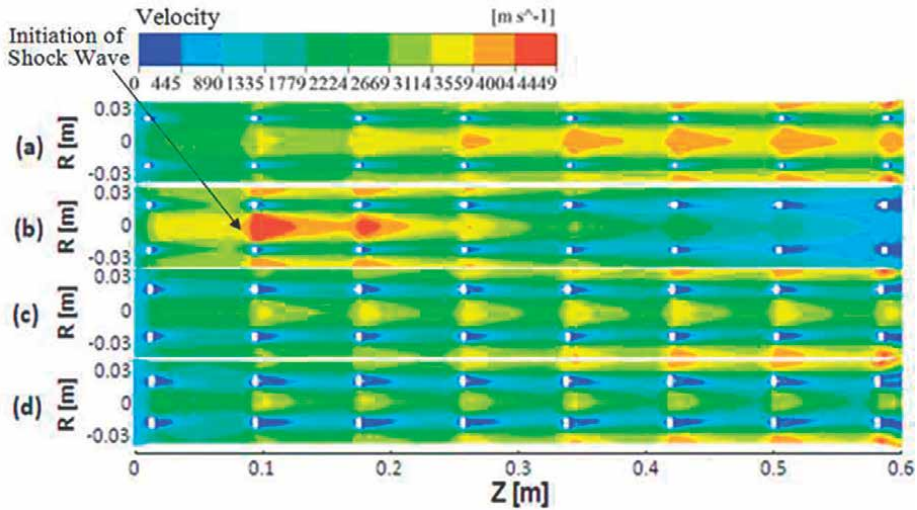 Velocity
[m s^-1]
Initiation of
Shock Wave
0 445 890 1335 1779 2224 2669 3114 3559 4004 4449
(a)
R [m]
0.03
0
-0.03
(b)
R [m]
0.03
0
-0.03
(c)
R [m]
0.03
0
-0.03
(d)
R [m]
0.03
0
-0.03
0 0.1 0.2 0.3 0.4 0.5 0.6
Z [m]